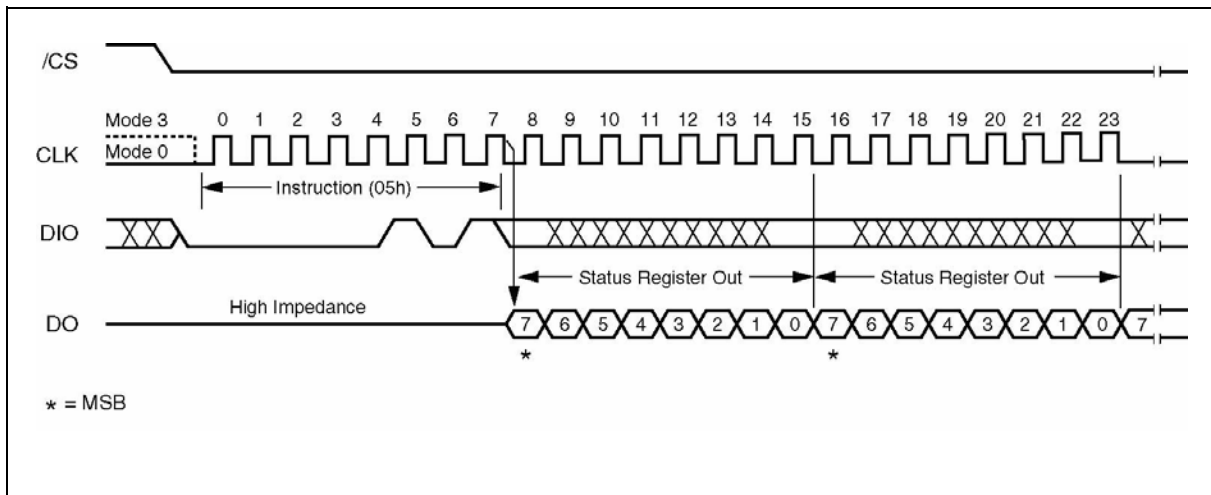 /CS
Mode 3 0 1 2 3 4 5 6 7 8 9 10 11 12 13 14 15 16 17 18 19 20 21 22 23
CLK Mode 0
Instruction (05h)
DIO
Status Register Out Status Register Out
High Impedance
DO 7 6 5 4 3 2 1 0 7 6 5 4 3 2 1 0 7
* *
* = MSB